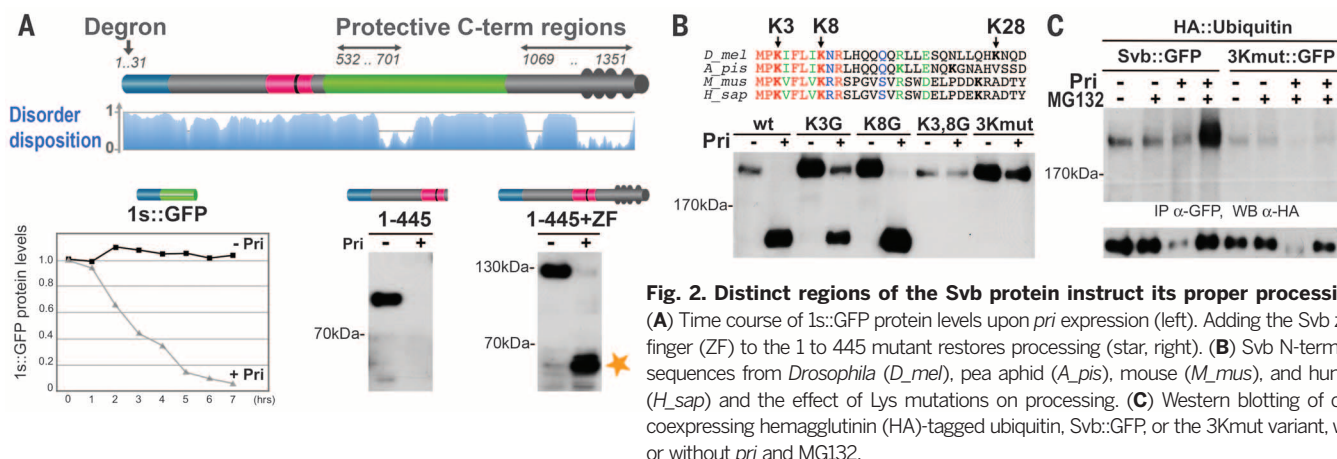 A
Degron
1..31
Protective C-term regions
532 .. 701
1069 .. 1351
Disorder
disposition
1
0
1s::GFP
1s::GFP protein levels
1.0
0.8
0.6
0.4
0.2
0
- Pri
+ Pri
0 1 2 3 4 5 6 7 (hrs)
1-445
Pri - +
70kDa-
1-445+ZF
Pri - +
130kDa-
70kDa-
B
K3 K8 K28
D_mel MPKIFLIKNRLHQQQQRLLESQNLLQHKNQD
A_pis MPKIFLIKNRLHQQQQKLLENQKGNAHVSSD
M_mus MPKVFLVKRRSPGVSVRSWDELPDEKRADTY
H_sap MPKVFLVKRRSLGVSVRSWDELPDEKRADTY
wt K3G K8G K3,8G 3Kmut
Pri - + - + - + - + - +
170kDa-
C
HA::Ubiquitin
Svb::GFP 3Kmut::GFP
Pri - - + + - - + +
MG132 - + - + - + - +
170kDa-
IP α-GFP, WB α-HA
Fig. 2. Distinct regions of the Svb protein instruct its proper processi
(A) Time course of 1s::GFP protein levels upon pri expression (left). Adding the Svb z
finger (ZF) to the 1 to 445 mutant restores processing (star, right). (B) Svb N-term
sequences from Drosophila (D_mel), pea aphid (A_pis), mouse (M_mus), and hum
(H_sap) and the effect of Lys mutations on processing. (C) Western blotting of c
coexpressing hemagglutinin (HA)-tagged ubiquitin, Svb::GFP, or the 3Kmut variant, w
or without pri and MG132.